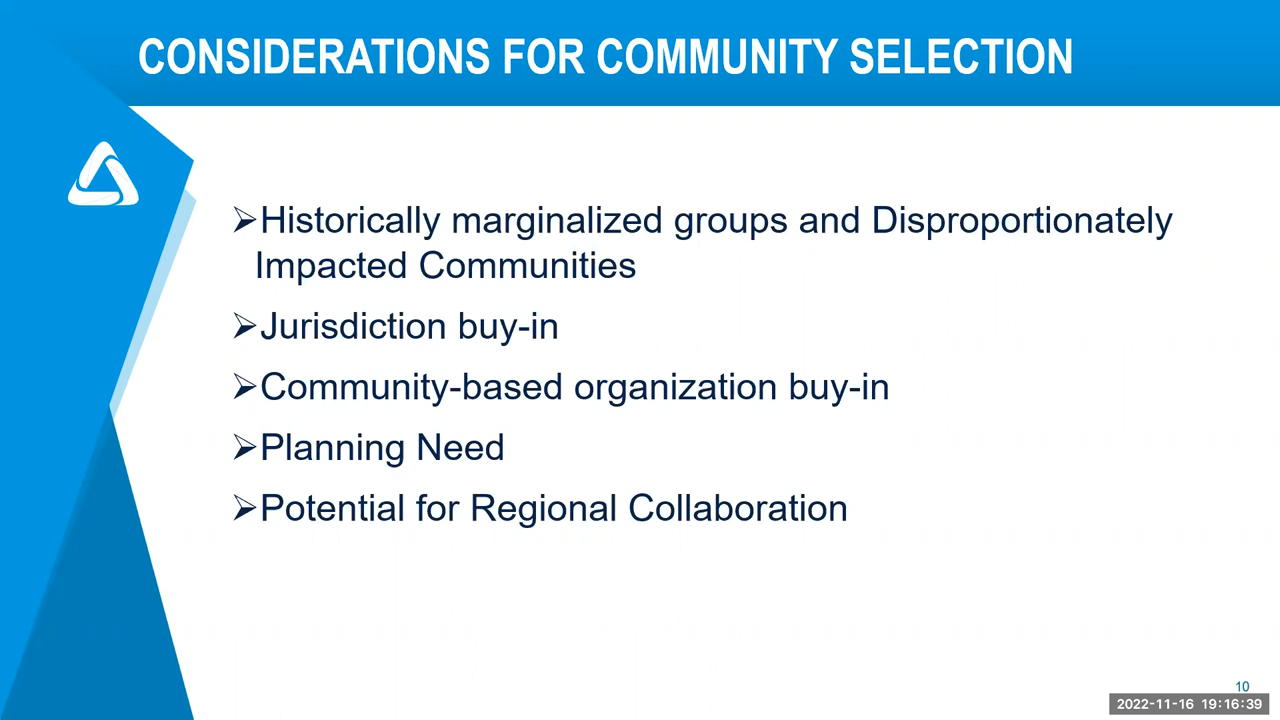 CONSIDERATIONS FOR COMMUNITY SELECTION
➢Historically marginalized groups and Disproportionately
Impacted Communities
➢Jurisdiction buy-in
➢Community-based organization buy-in
➢Planning Need
➢Potential for Regional Collaboration
10
2022-11-16 19:16:39